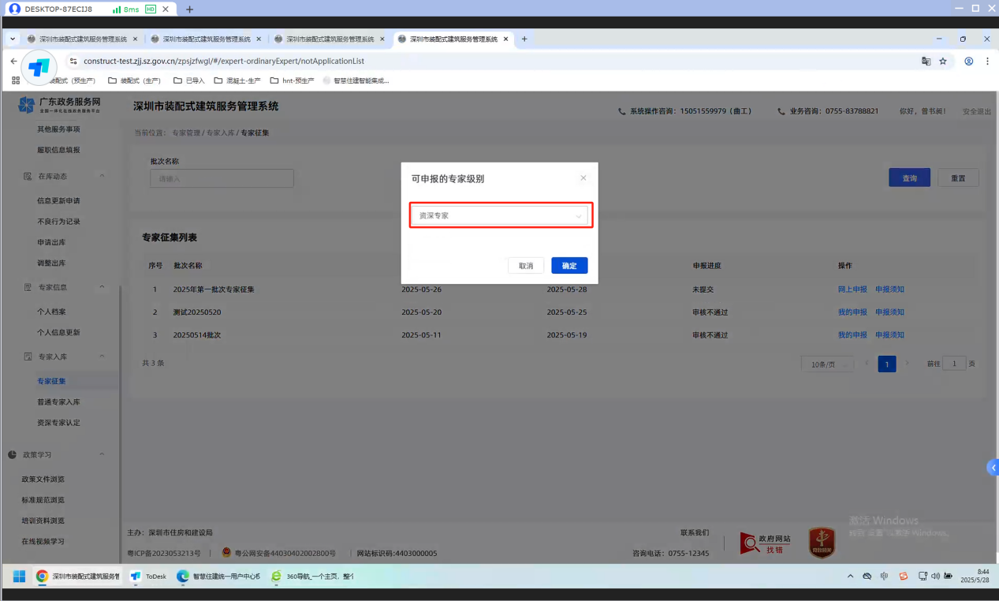 DESKTOP-87ECIJ8 8ms HD
深圳市装配式建筑服务管理系统 深圳市装配式建筑服务管理系统 深圳市装配式建筑服务管理系统 深圳市装配式建筑服务管理系统
construct-test.zjj.sz.gov.cn/zpsjzfwgl/#/expert-ordinaryExpert/notApplicationList
装配式（预生产） 装配式（生产） 已导入 混凝土-生产 hnt-预生产 智慧住建智能集成...
广东政务服务网
全国一体化在线政务服务平台
深圳市装配式建筑服务管理系统
系统操作咨询：15051559979（曲工） 业务咨询：0755-83788821 你好，曾书昶！ 安全退出
其他服务事项
履职信息填报
在库动态
信息更新申请
不良行为记录
申请出库
调整出库
专家信息
个人档案
个人信息更新
专家入库
专家征集
普通专家入库
资深专家认定
政策学习
政策文件浏览
标准规范浏览
培训资料浏览
在线视频学习
当前位置： 专家管理 / 专家入库 / 专家征集
批次名称
请输入
查询 重置
可申报的专家级别
资深专家
取消 确定
专家征集列表
序号 批次名称 申报进度 操作
1 2025年第一批次专家征集 2025-05-26 2025-05-28 未提交 网上申报 申报须知
2 测试20250520 2025-05-20 2025-05-25 审核不通过 我的申报 申报须知
3 20250514批次 2025-05-11 2025-05-19 审核不通过 我的申报 申报须知
共 3 条 10条/页 1 前往 1 页
主办：深圳市住房和建设局 联系我们
粤ICP备2023053213号 粤公网安备44030402002800号 网站标识码:4403000005 咨询电话：0755-12345
政府网站
找错
党政机关
激活 Windows
转到"设置"以激活 Windows。
深圳市装配式建筑服务管 ToDesk 智慧住建统一用户中心 360导航_一个主页，整个
中
8:44
2025/5/28